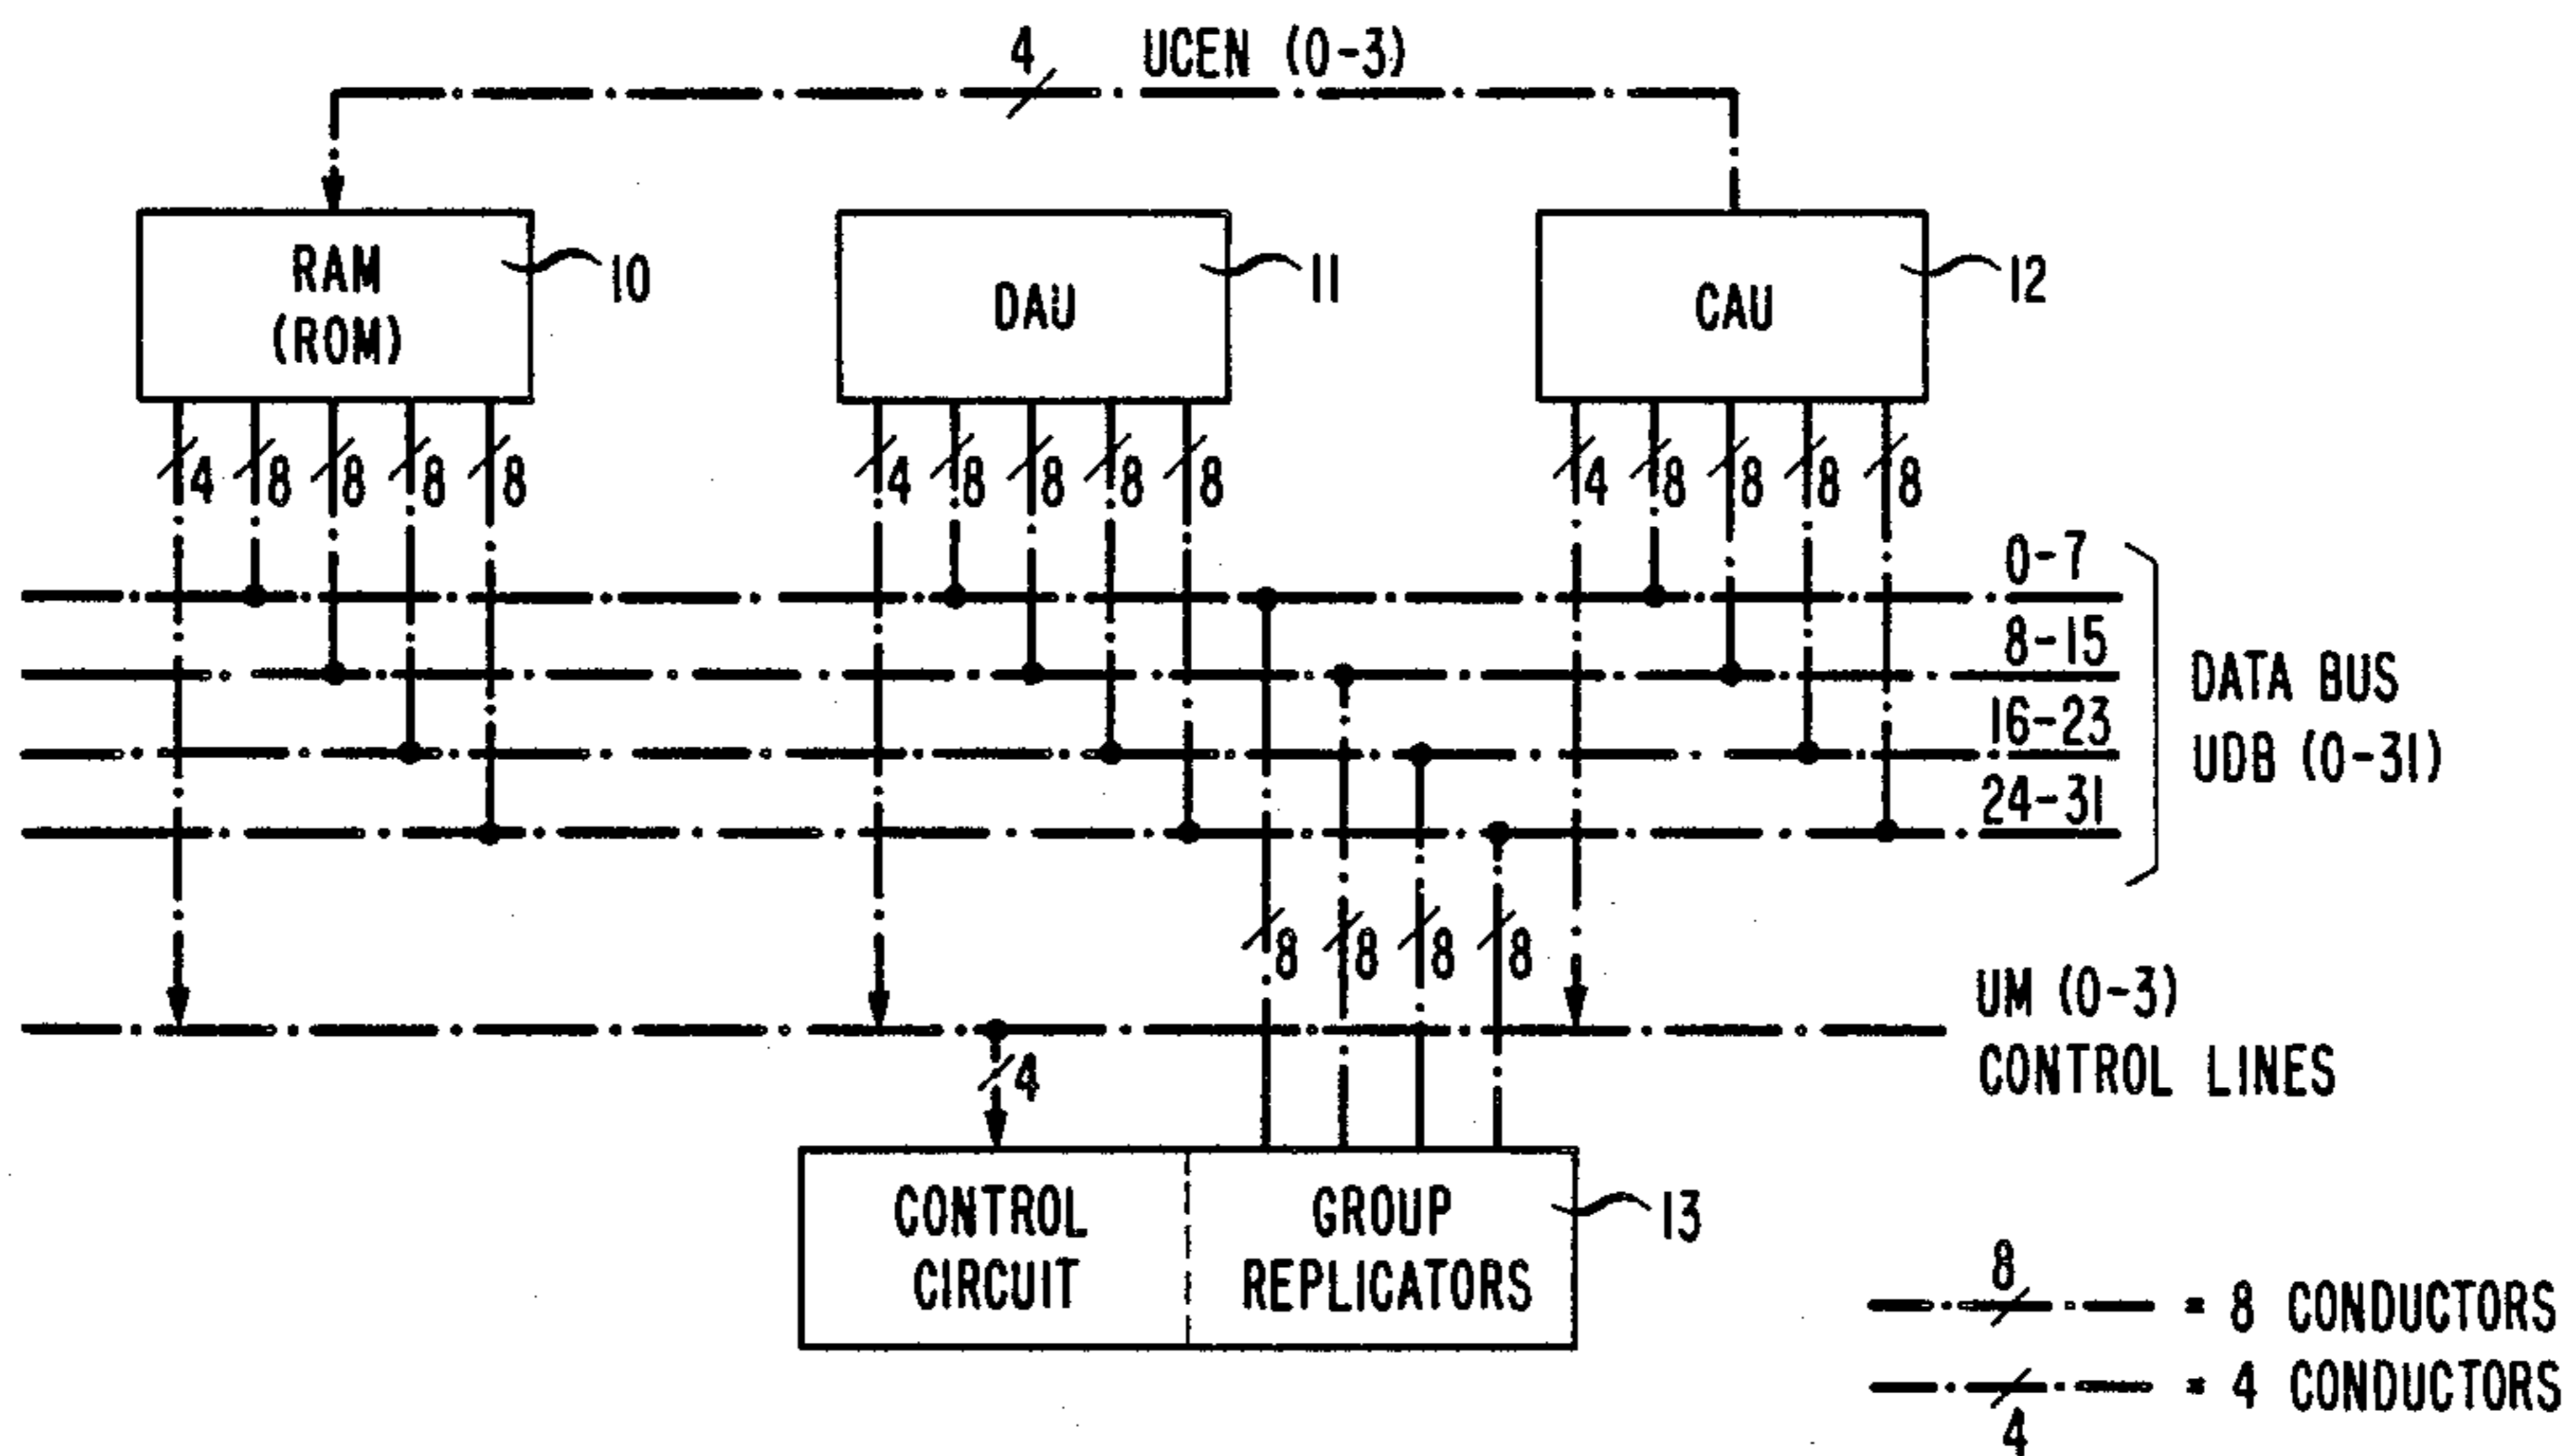 4 UCEN (0-3)
RAM
(ROM)
10
DAU
11
CAU
12
4 8 8 8 8
4 8 8 8 8
4 8 8 8 8
0-7
8-15
16-23
24-31
DATA BUS
UDB (0-31)
8 8 8 8
UM (0-3)
CONTROL LINES
4
CONTROL
CIRCUIT
GROUP
REPLICATORS
13
8
= 8 CONDUCTORS
= 4 CONDUCTORS
4